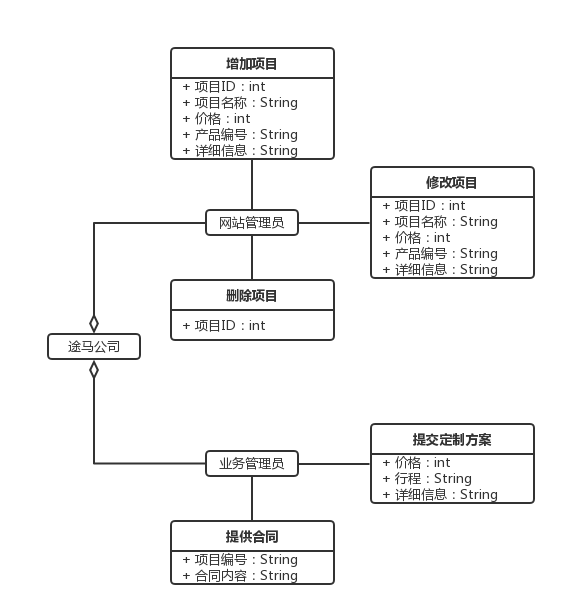 增加项目
+ 项目ID：int
+ 项目名称：String
+ 价格：int
+ 产品编号：String
+ 详细信息：String
修改项目
+ 项目ID：int
+ 项目名称：String
+ 价格：int
+ 产品编号：String
+ 详细信息：String
网站管理员
删除项目
+ 项目ID：int
途马公司
业务管理员
提交定制方案
+ 价格：int
+ 行程：String
+ 详细信息：String
提供合同
+ 项目编号：String
+ 合同内容：String